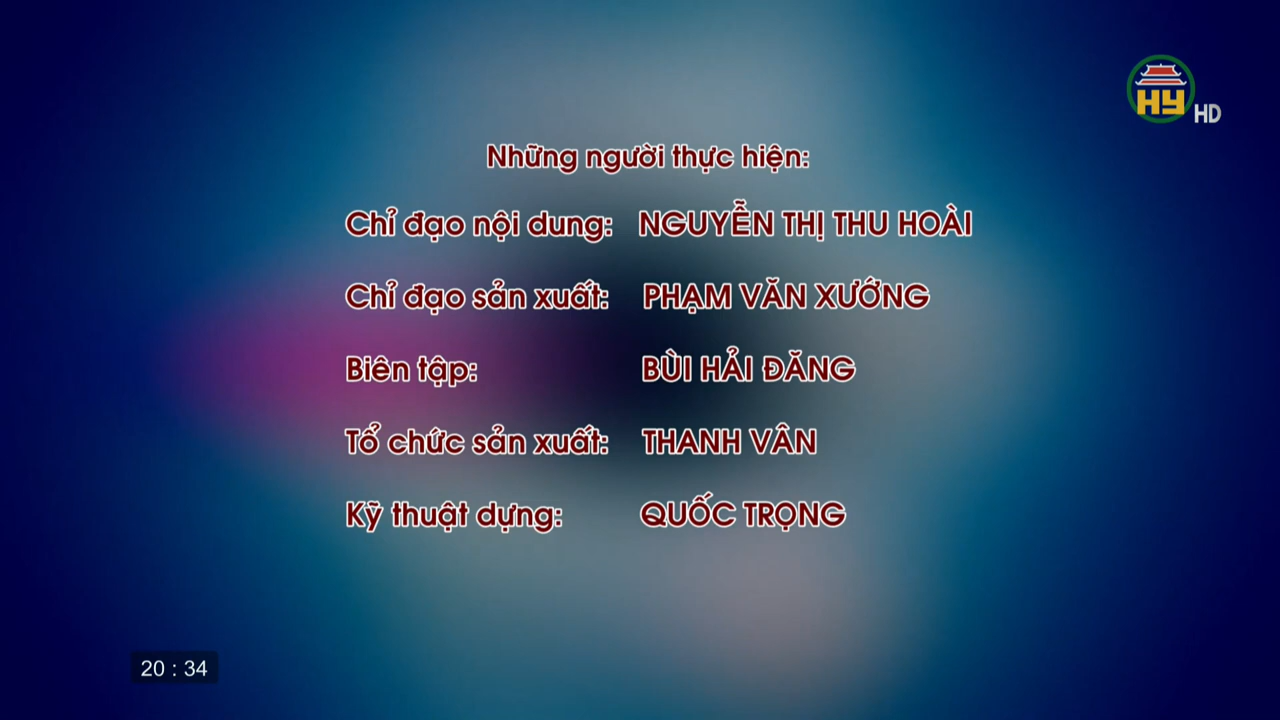 HY HD
Những người thực hiện:
Chỉ đạo nội dung: NGUYỄN THỊ THU HOÀI
Chỉ đạo sản xuất: PHẠM VĂN XƯỚNG
Biên tập: BÙI HẢI ĐĂNG
Tổ chức sản xuất: THANH VÂN
Kỹ thuật dựng: QUỐC TRỌNG
20 : 34